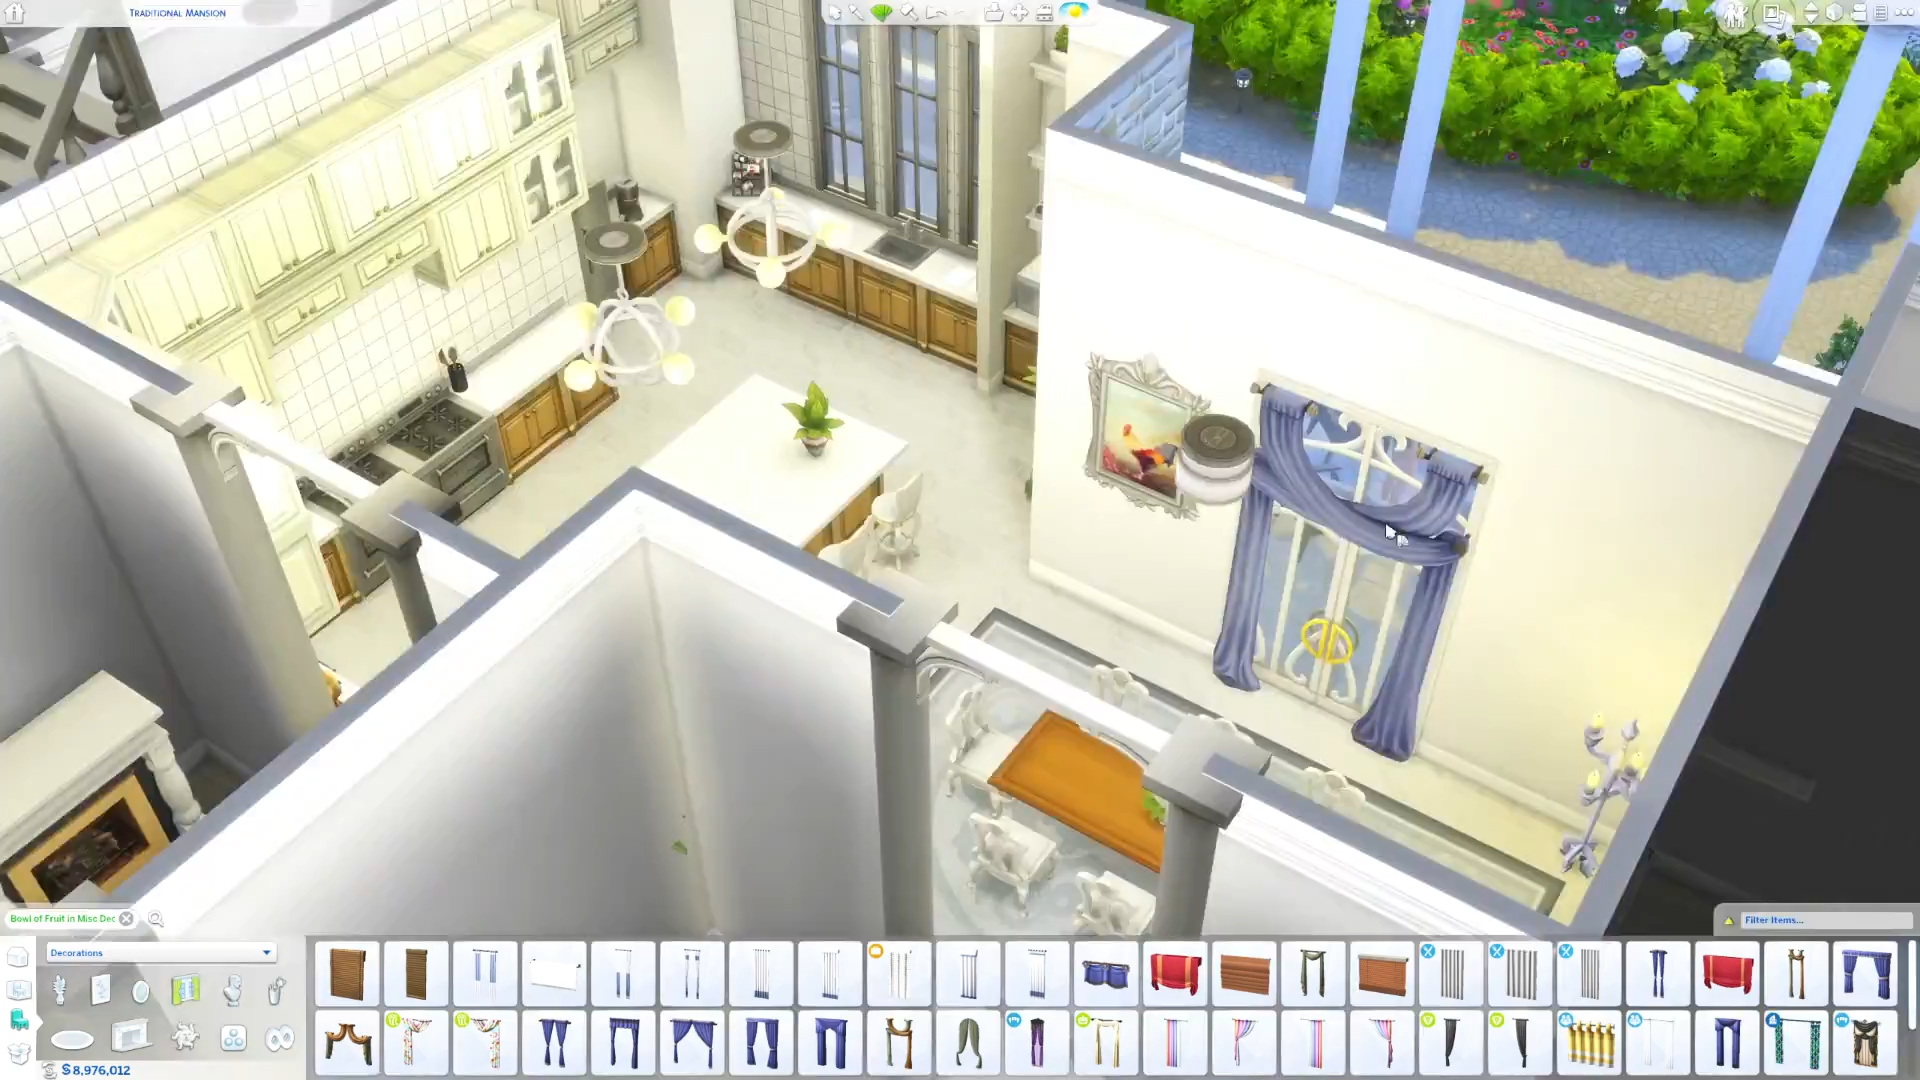 TRADITIONAL MANSION
Bowl of Fruit in Misc Dec
Filter Items...
Decorations
§8,976,012